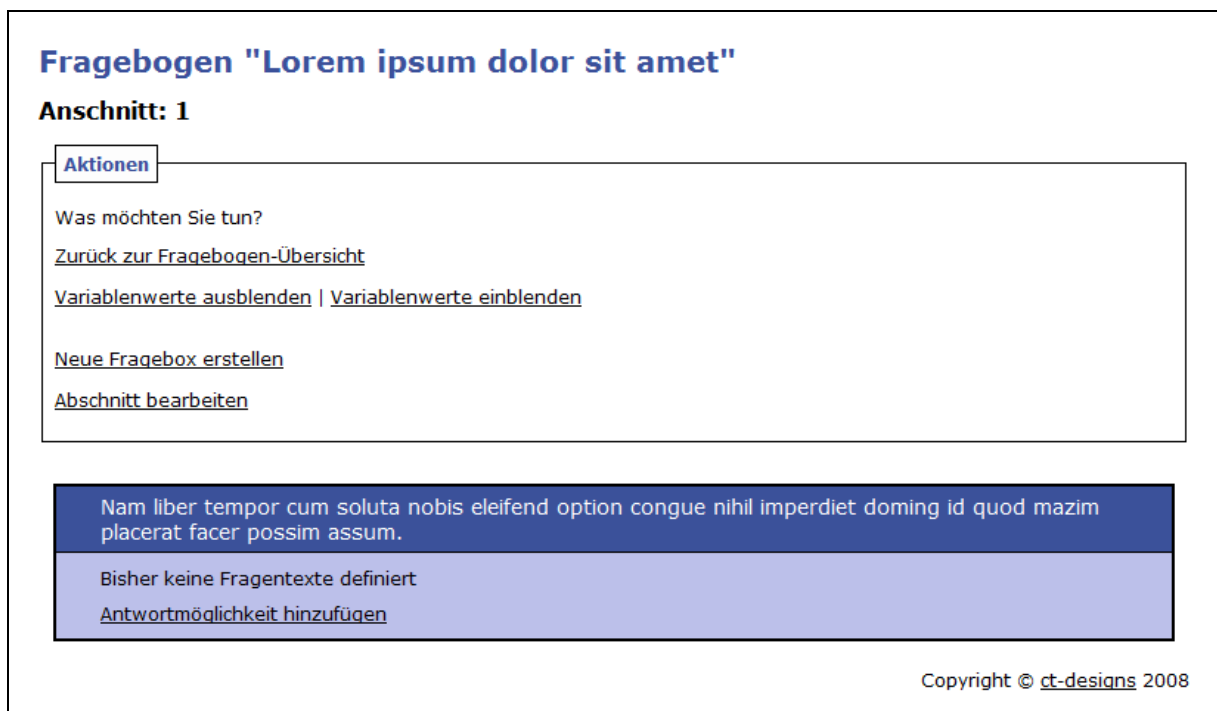 Fragebogen "Lorem ipsum dolor sit amet"
Anschnitt: 1
Aktionen
Was möchten Sie tun?
Zurück zur Fragebogen-Übersicht
Variablenwerte ausblenden | Variablenwerte einblenden
Neue Fragebox erstellen
Abschnitt bearbeiten
Nam liber tempor cum soluta nobis eleifend option congue nihil imperdiet doming id quod mazim
placerat facer possim assum.
Bisher keine Fragentexte definiert
Antwortmöglichkeit hinzufügen
Copyright © ct-designs 2008